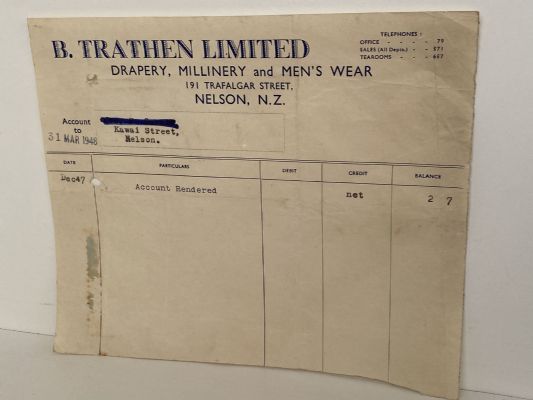 B. TRATHEN LIMITED
DRAPERY, MILLINERY and MEN'S WEAR
191 TRAFALGAR STREET,
NELSON, N.Z.
TELEPHONES :
OFFICE - - - 79
SALES (All Depts.) - - 571
TEAROOMS - - - 657
Account
to
31 MAR 1948
Kawai Street,
Nelson.
DATE PARTICULARS DEBIT CREDIT BALANCE
Dec47 Account Rendered net 2 7